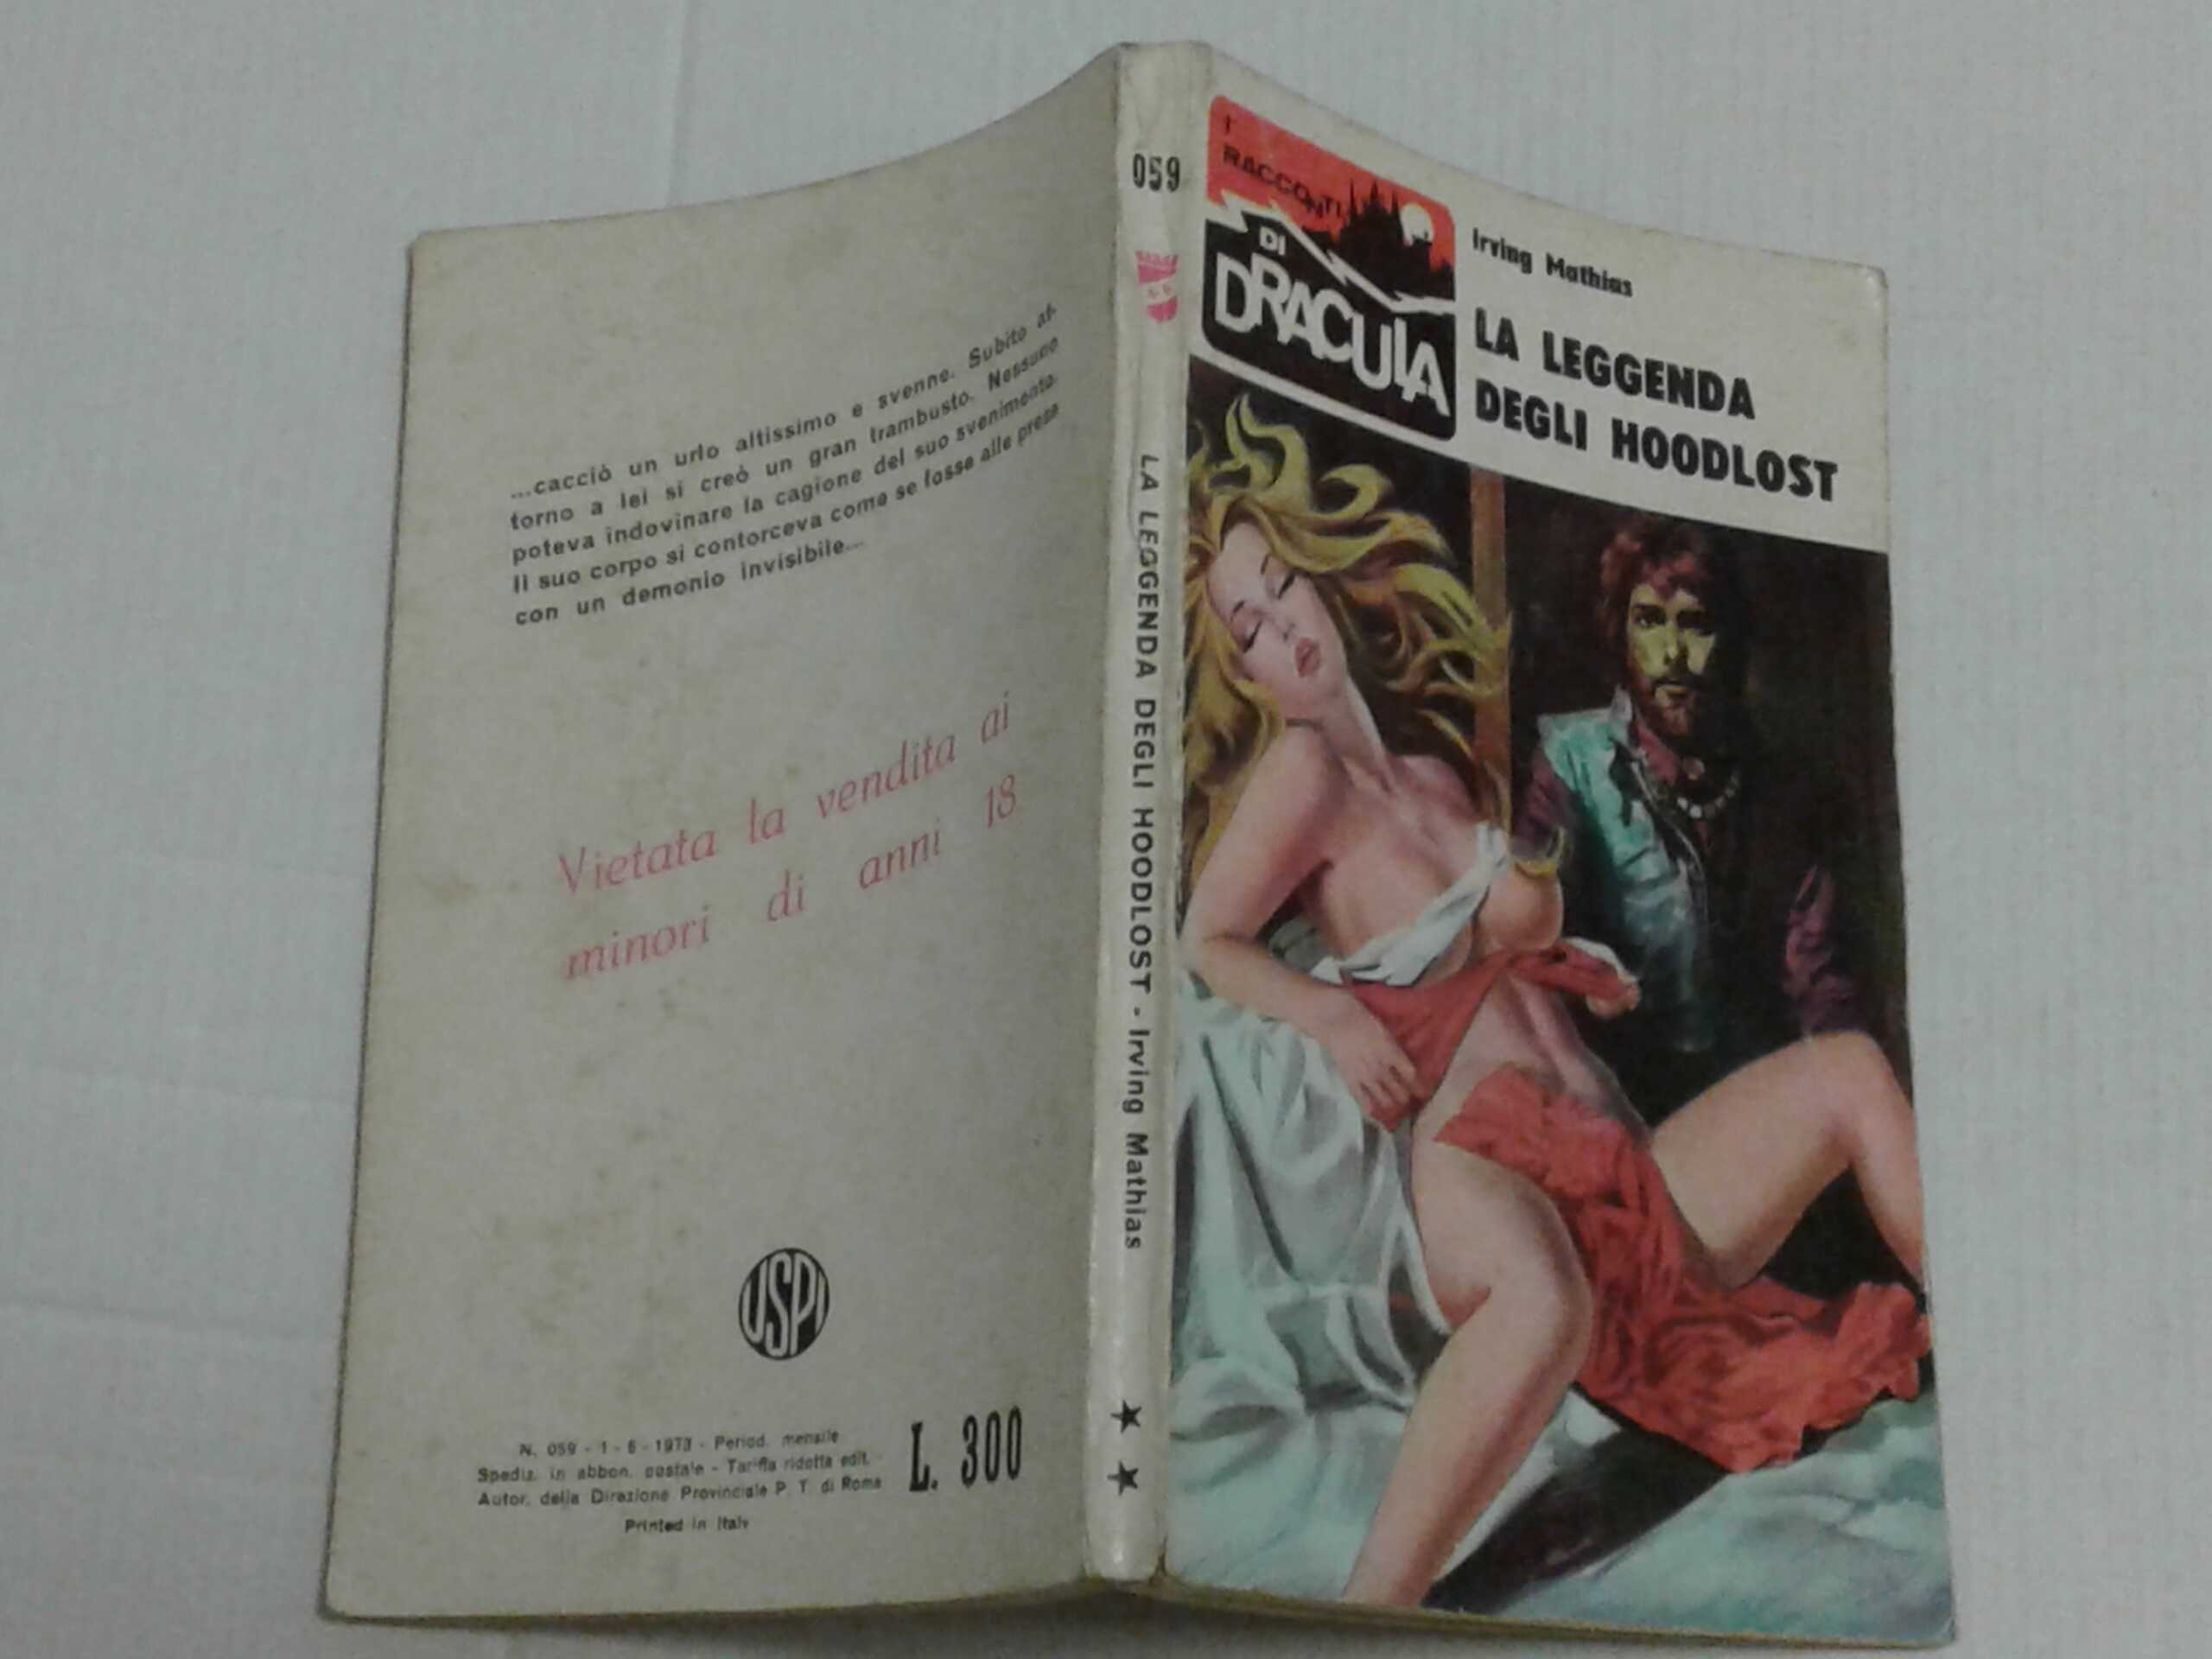 ...cacciò un urlo altissimo e svenne. Subito at-
torno a lei si creò un gran trambusto. Nessuno
poteva indovinare la cagione del suo svenimento.
Il suo corpo si contorceva come se fosse alle prese
con un demonio invisibile...
Vietata la vendita ai
minori di anni 18
USPI
N. 059 - 1 - 6 - 1973 - Period. mensile
Spediz. in abbon. postale - Tariffa ridotta edit.
Autor. della Direzione Provinciale P. T. di Roma
Printed in Italy
L. 300
059
LA LEGGENDA DEGLI HOODLOST - Irving Mathias
I
RACCONTI
DI
DRACULA
Irving Mathias
LA LEGGENDA
DEGLI HOODLOST